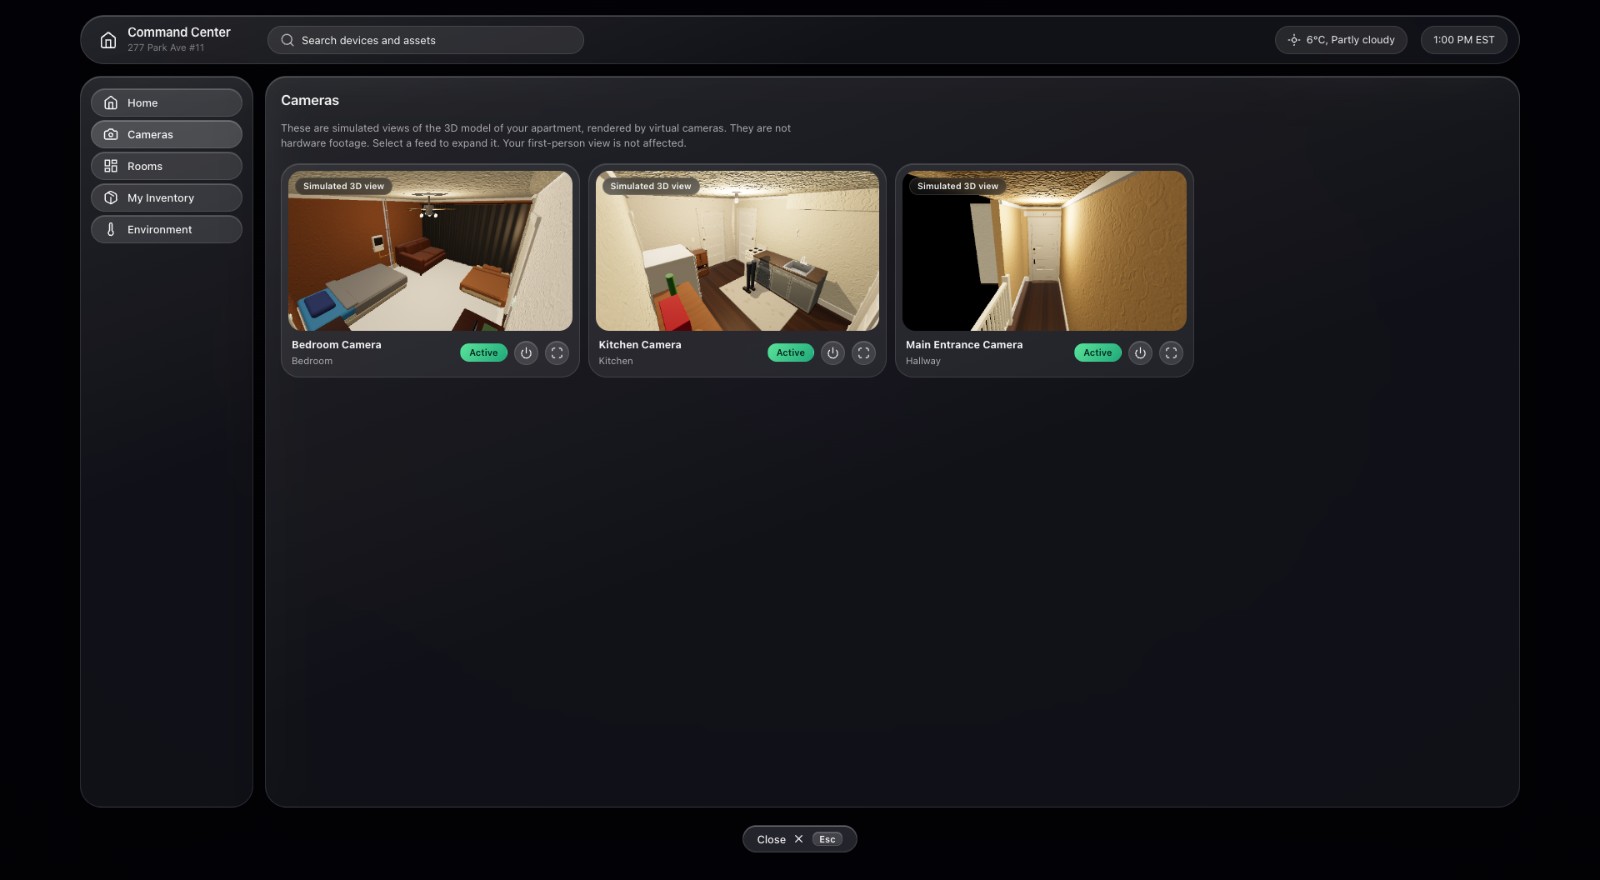 Command Center
277 Park Ave #11
Search devices and assets
6°C, Partly cloudy
1:00 PM EST
Home
Cameras
Rooms
My Inventory
Environment
Cameras
These are simulated views of the 3D model of your apartment, rendered by virtual cameras. They are not
hardware footage. Select a feed to expand it. Your first-person view is not affected.
Simulated 3D view
Bedroom Camera
Bedroom
Active
Simulated 3D view
Kitchen Camera
Kitchen
Active
Simulated 3D view
Main Entrance Camera
Hallway
Active
Close
Esc